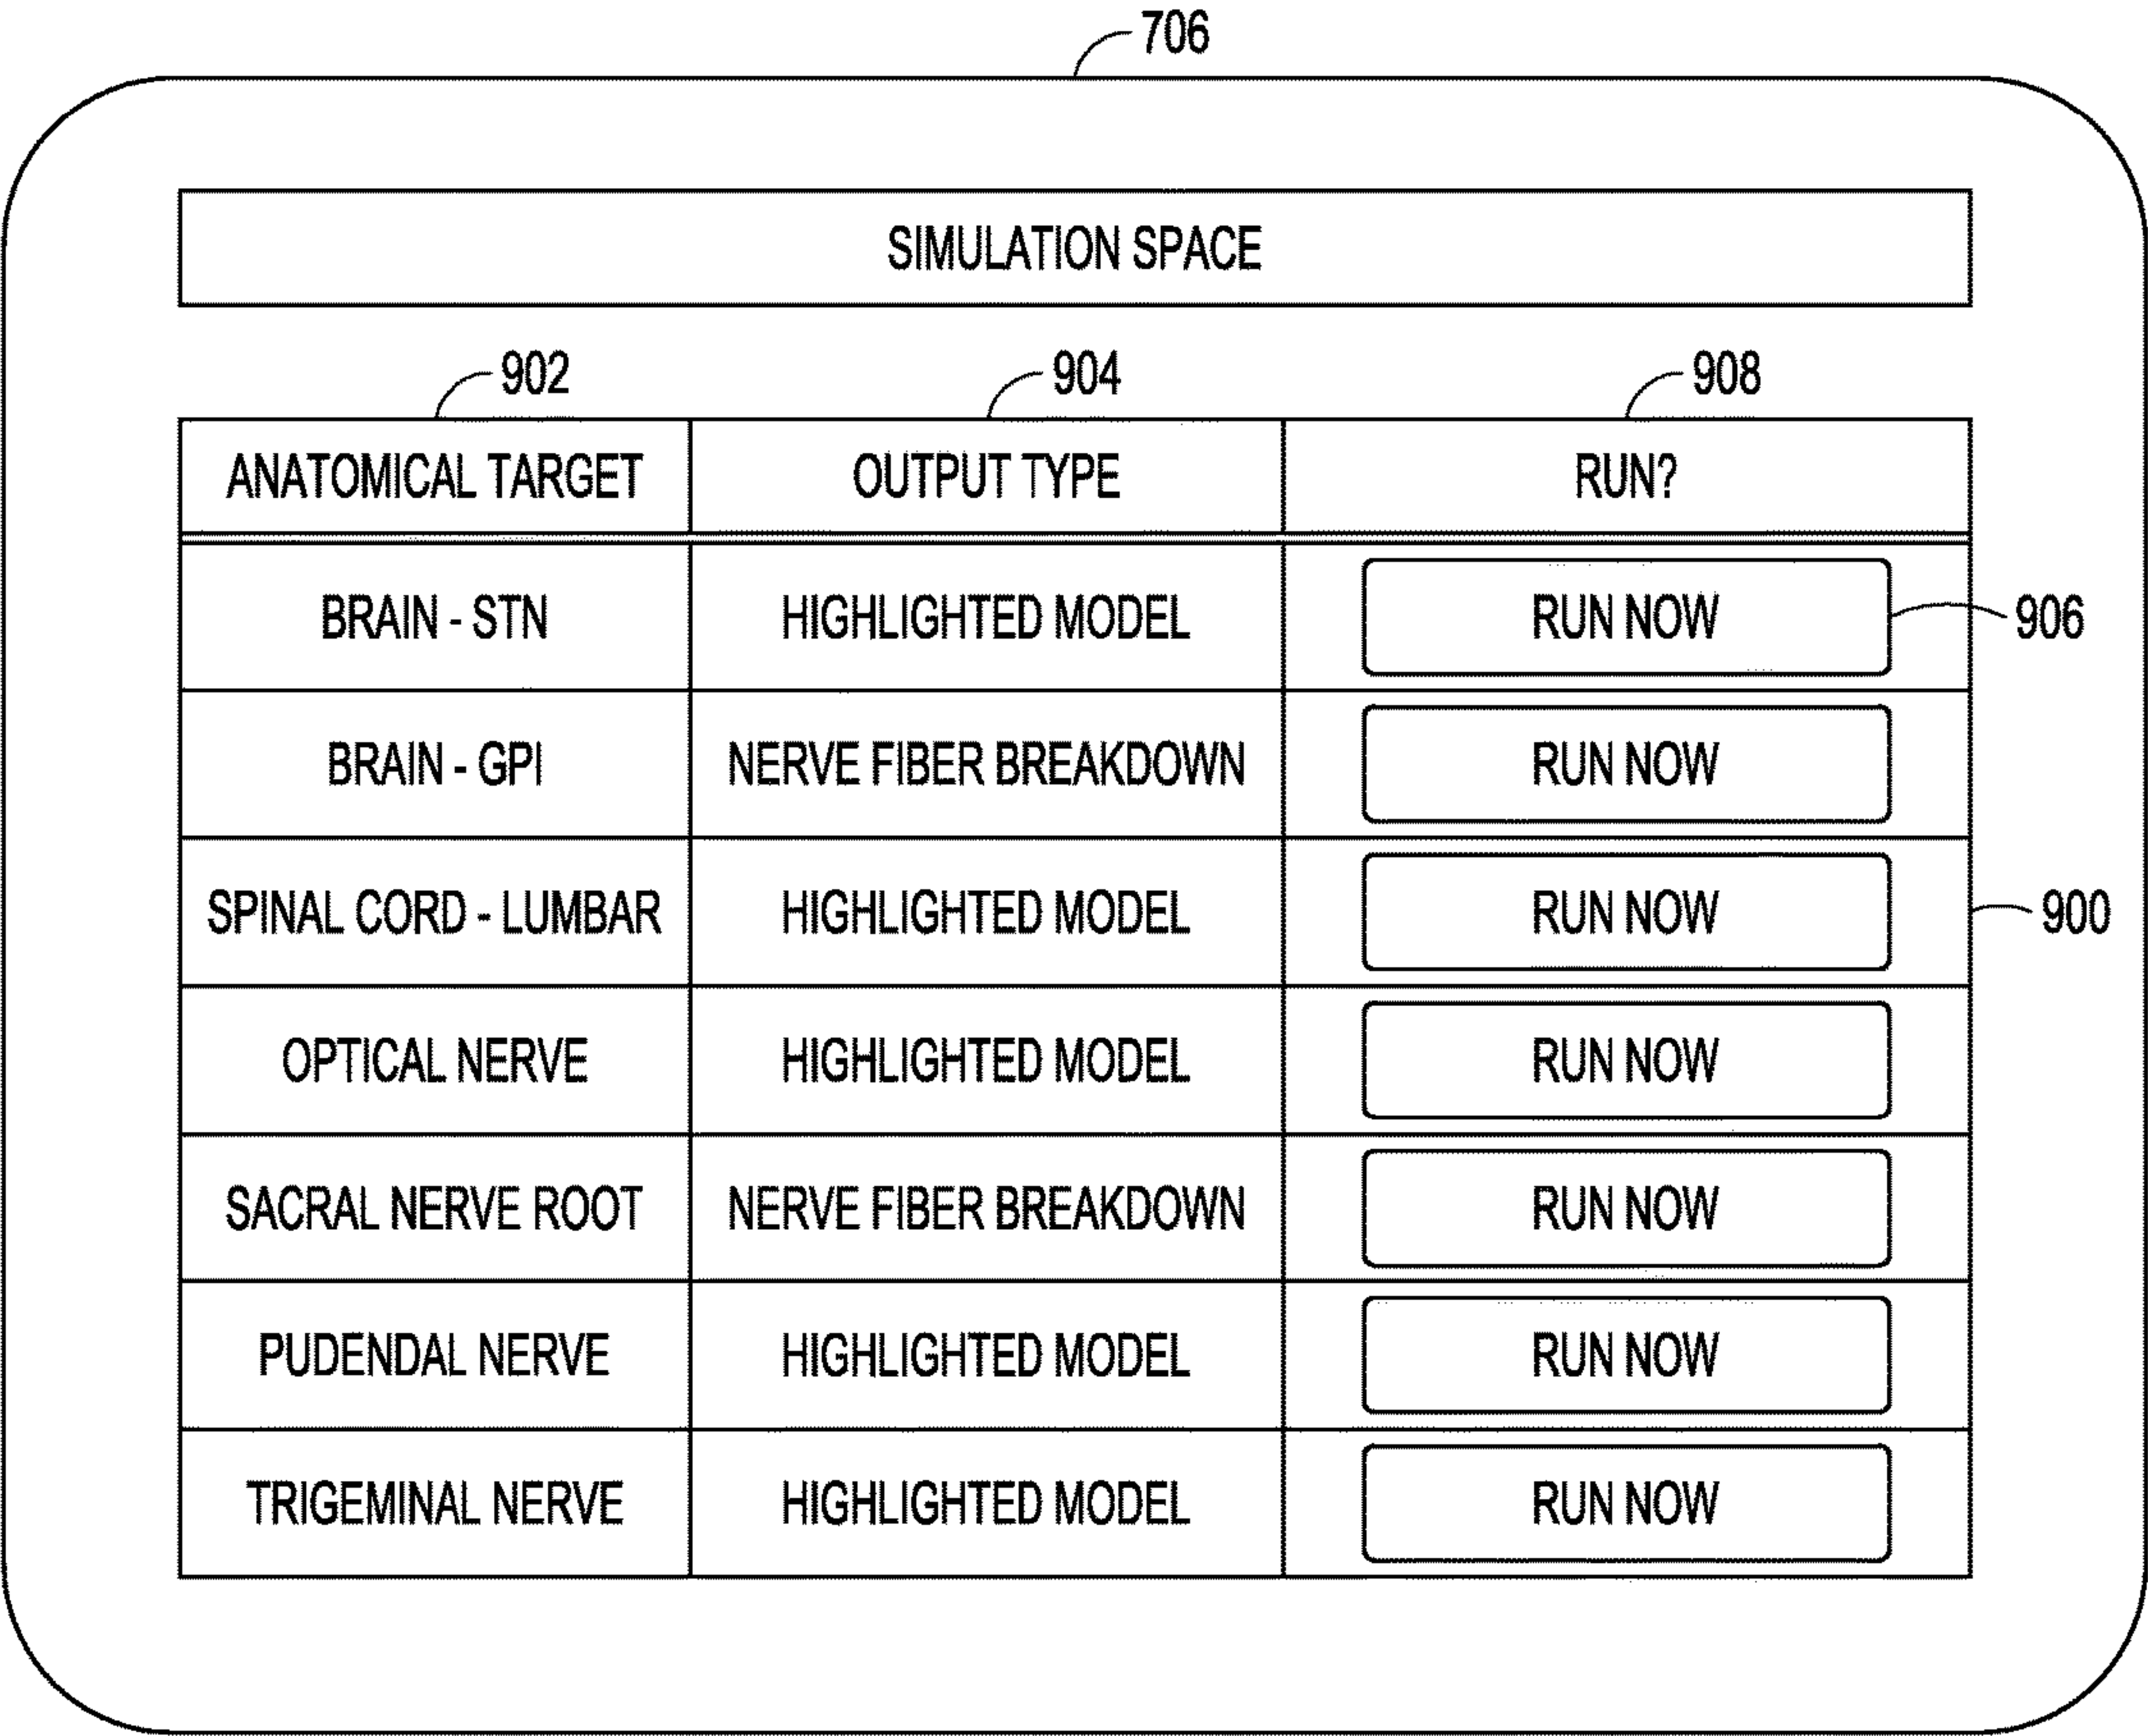 706
SIMULATION SPACE
902 904 908
ANATOMICAL TARGET OUTPUT TYPE RUN?
BRAIN - STN HIGHLIGHTED MODEL RUN NOW 906
BRAIN - GPI NERVE FIBER BREAKDOWN RUN NOW
SPINAL CORD - LUMBAR HIGHLIGHTED MODEL RUN NOW 900
OPTICAL NERVE HIGHLIGHTED MODEL RUN NOW
SACRAL NERVE ROOT NERVE FIBER BREAKDOWN RUN NOW
PUDENDAL NERVE HIGHLIGHTED MODEL RUN NOW
TRIGEMINAL NERVE HIGHLIGHTED MODEL RUN NOW